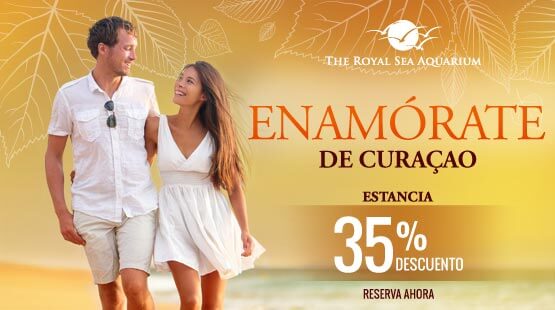 THE ROYAL SEA AQUARIUM
ENAMÓRATE
DE CURAÇAO
ESTANCIA
35%
DESCUENTO
RESERVA AHORA